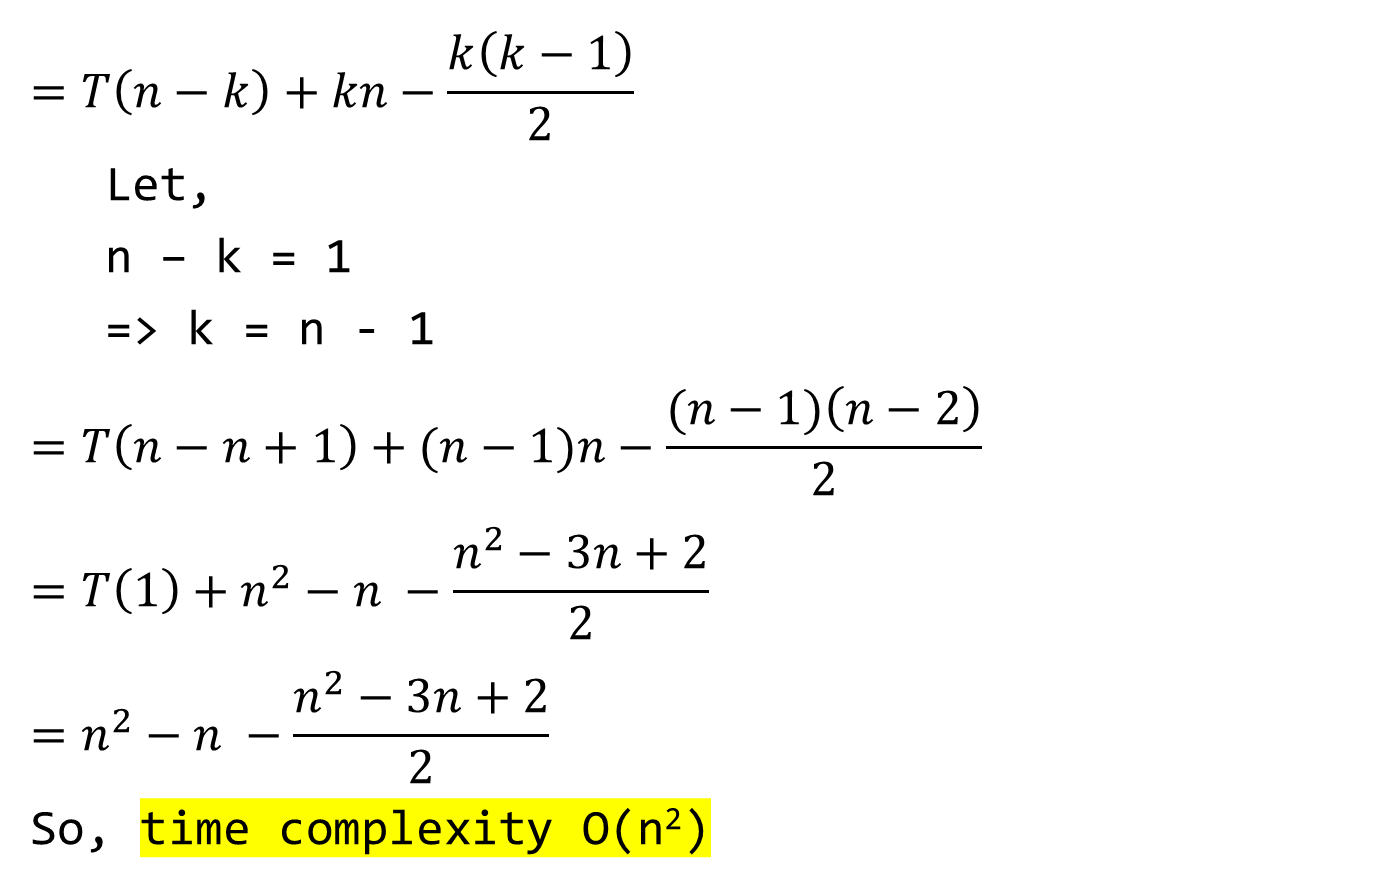 = T(n − k) + kn − k(k − 1)/2
Let,
n – k = 1
=> k = n - 1
= T(n − n + 1) + (n − 1)n − (n − 1)(n − 2)/2
= T(1) + n² − n − n² − 3n + 2/2
= n² − n − n² − 3n + 2/2
So, time complexity O(n²)